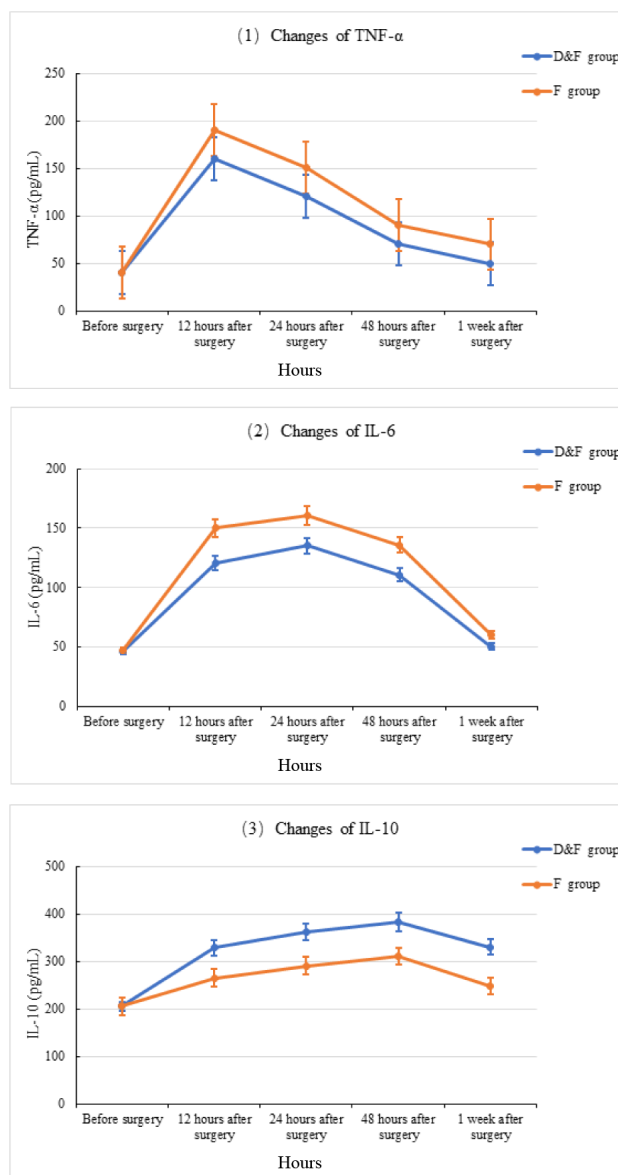 (1) Changes of TNF-α
D&F group
F group
250
200
150
100
50
0
TNF-α(pg/mL)
Before surgery
12 hours after surgery
24 hours after surgery
48 hours after surgery
1 week after surgery
Hours
(2) Changes of IL-6
D&F group
F group
200
150
100
50
0
IL-6 (pg/mL)
Before surgery
12 hours after surgery
24 hours after surgery
48 hours after surgery
1 week after surgery
Hours
(3) Changes of IL-10
D&F group
F group
500
400
300
200
100
0
IL-10 (pg/mL)
Before surgery
12 hours after surgery
24 hours after surgery
48 hours after surgery
1 week after surgery
Hours